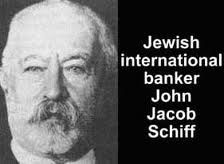 Jewish
international
banker
John
Jacob
Schiff